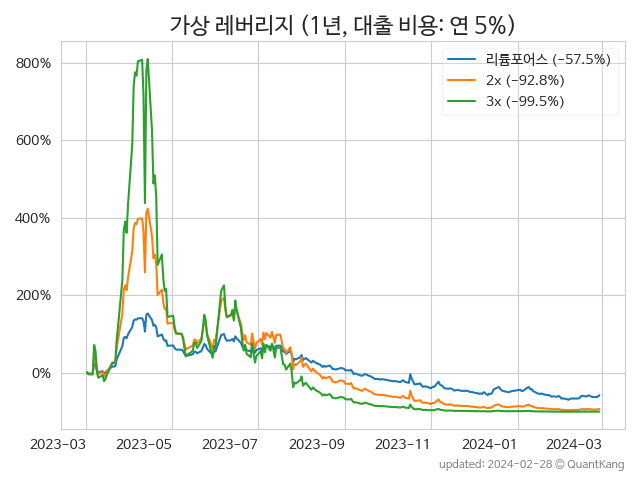 가상 레버리지 (1년, 대출 비용: 연 5%)
리튬포어스 (-57.5%)
2x (-92.8%)
3x (-99.5%)
800%
600%
400%
200%
0%
2023-03
2023-05
2023-07
2023-09
2023-11
2024-01
2024-03
updated: 2024-02-28 © QuantKang